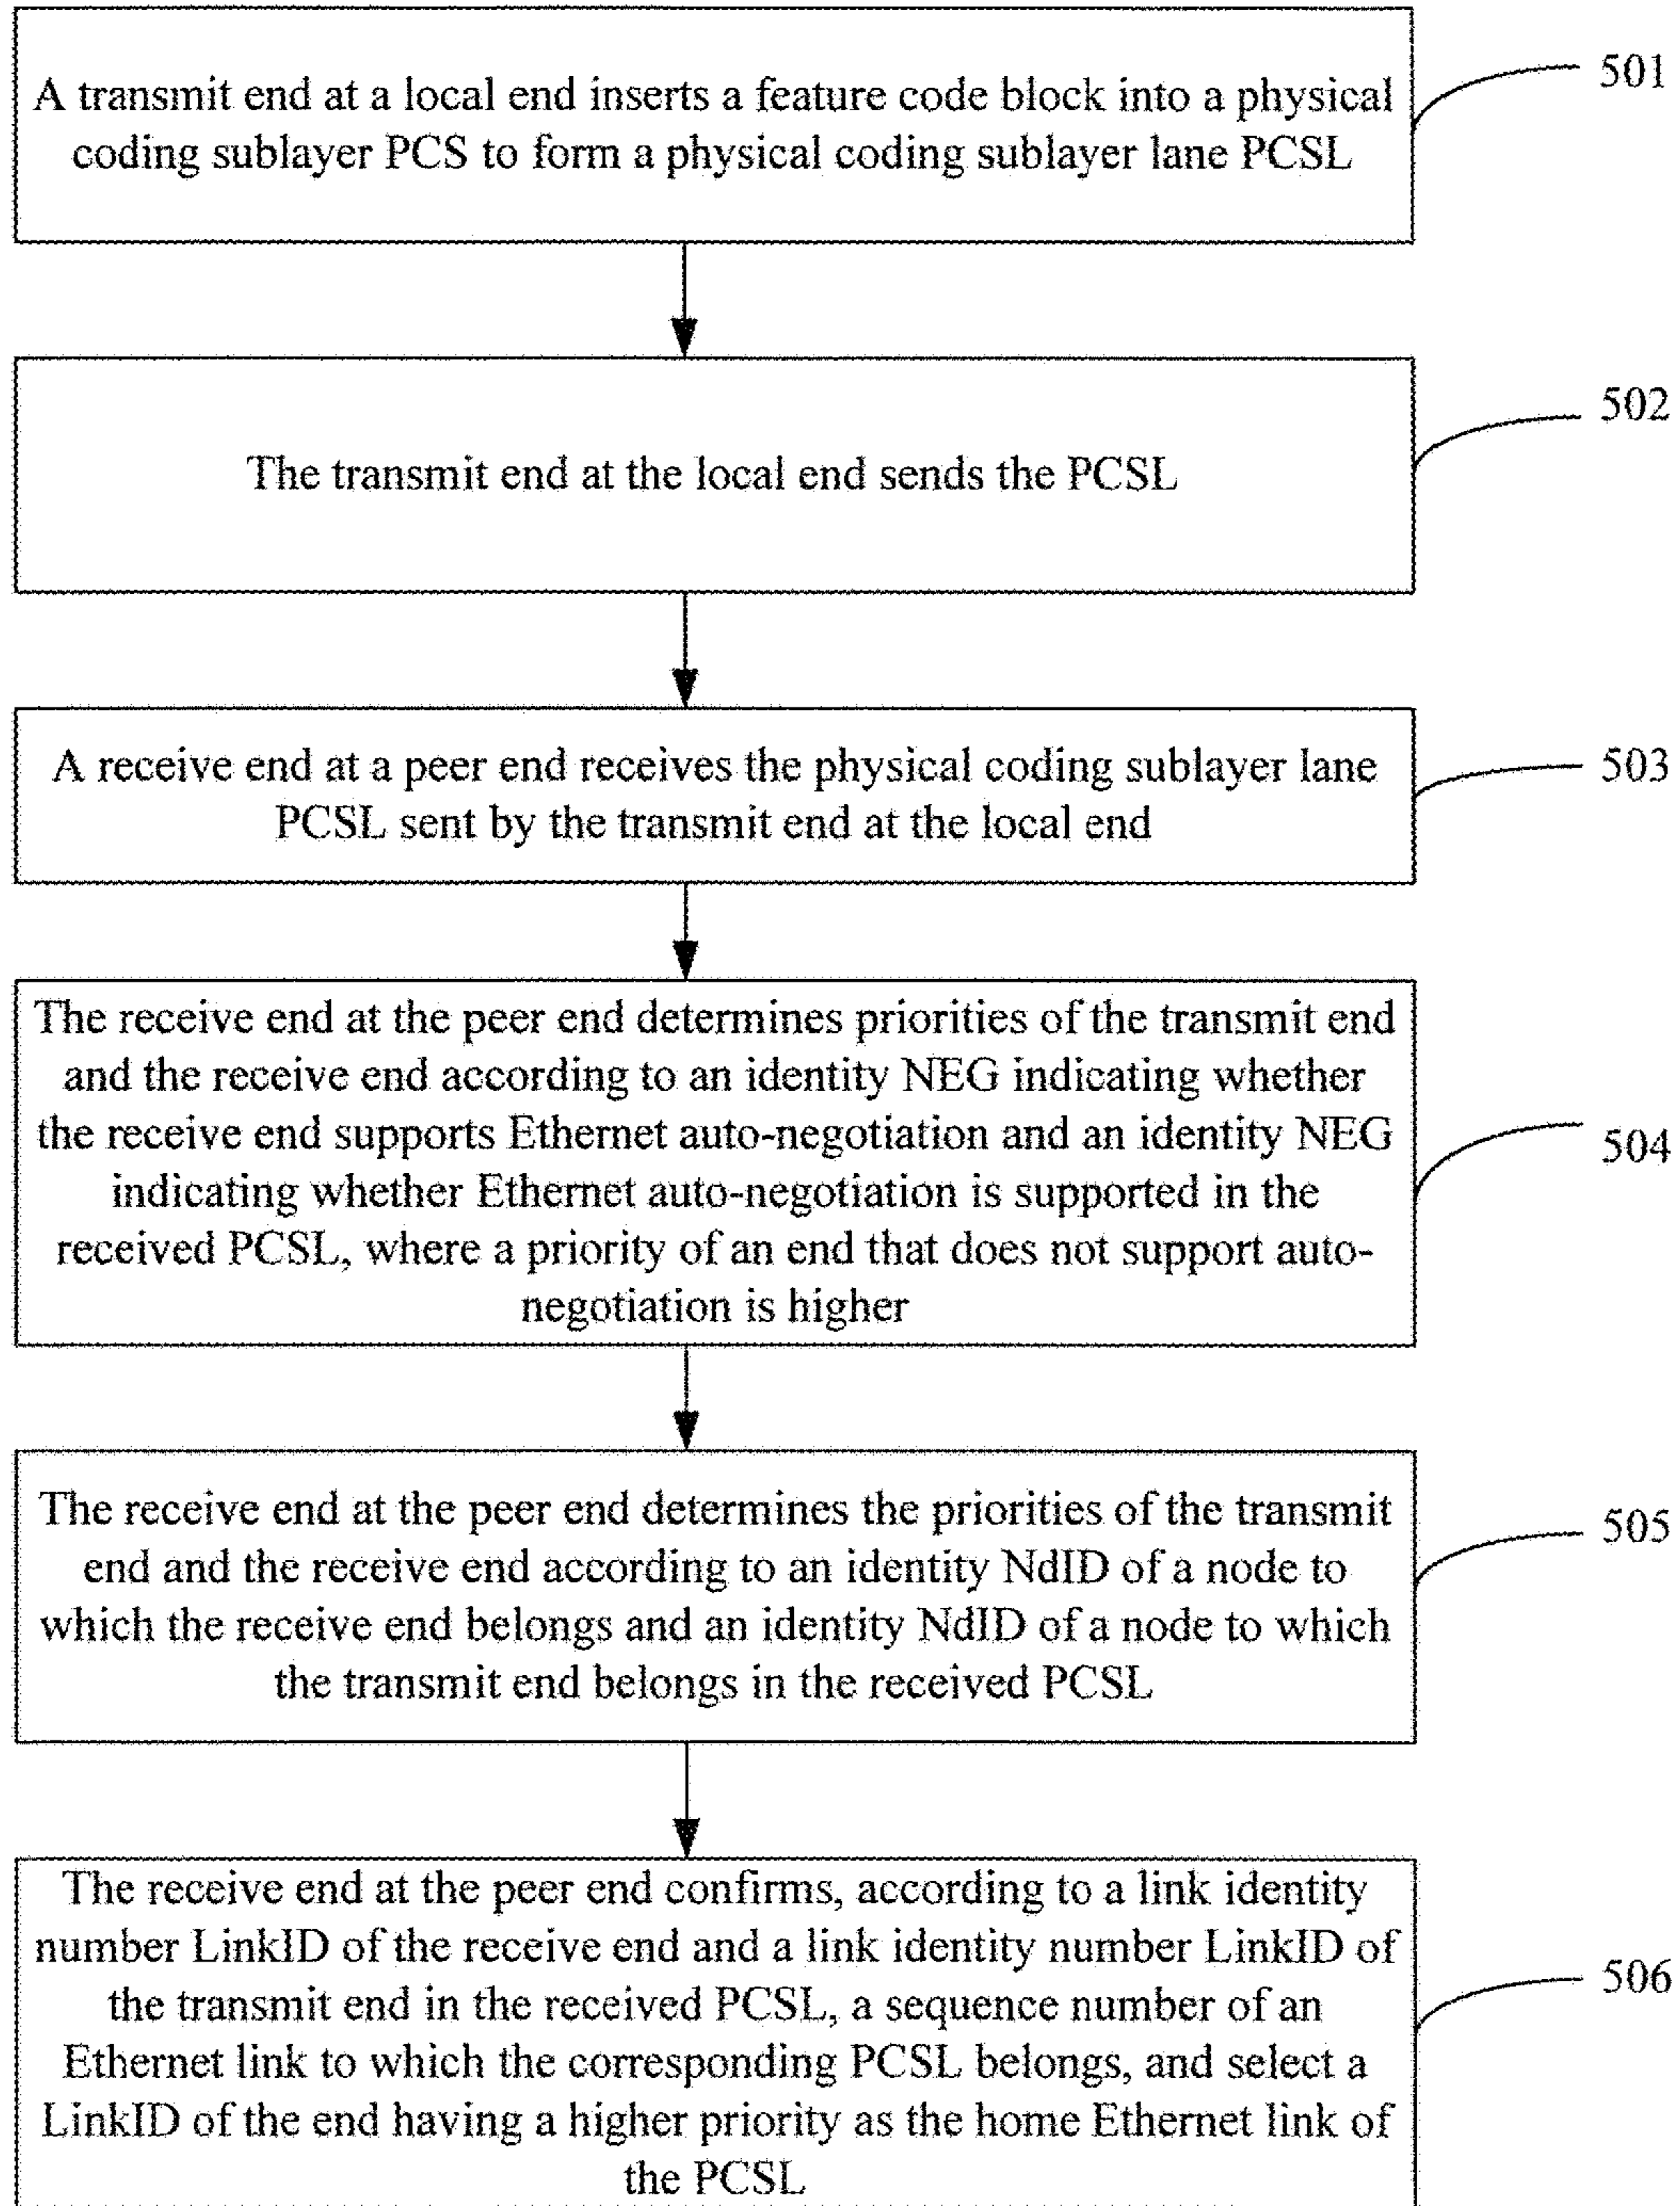 A transmit end at a local end inserts a feature code block into a physical
coding sublayer PCS to form a physical coding sublayer lane PCSL
501
The transmit end at the local end sends the PCSL
502
A receive end at a peer end receives the physical coding sublayer lane
PCSL sent by the transmit end at the local end
503
The receive end at the peer end determines priorities of the transmit end
and the receive end according to an identity NEG indicating whether
the receive end supports Ethernet auto-negotiation and an identity NEG
indicating whether Ethernet auto-negotiation is supported in the
received PCSL, where a priority of an end that does not support auto-
negotiation is higher
504
The receive end at the peer end determines the priorities of the transmit
end and the receive end according to an identity NdID of a node to
which the receive end belongs and an identity NdID of a node to which
the transmit end belongs in the received PCSL
505
The receive end at the peer end confirms, according to a link identity
number LinkID of the receive end and a link identity number LinkID of
the transmit end in the received PCSL, a sequence number of an
Ethernet link to which the corresponding PCSL belongs, and select a
LinkID of the end having a higher priority as the home Ethernet link of
the PCSL
506